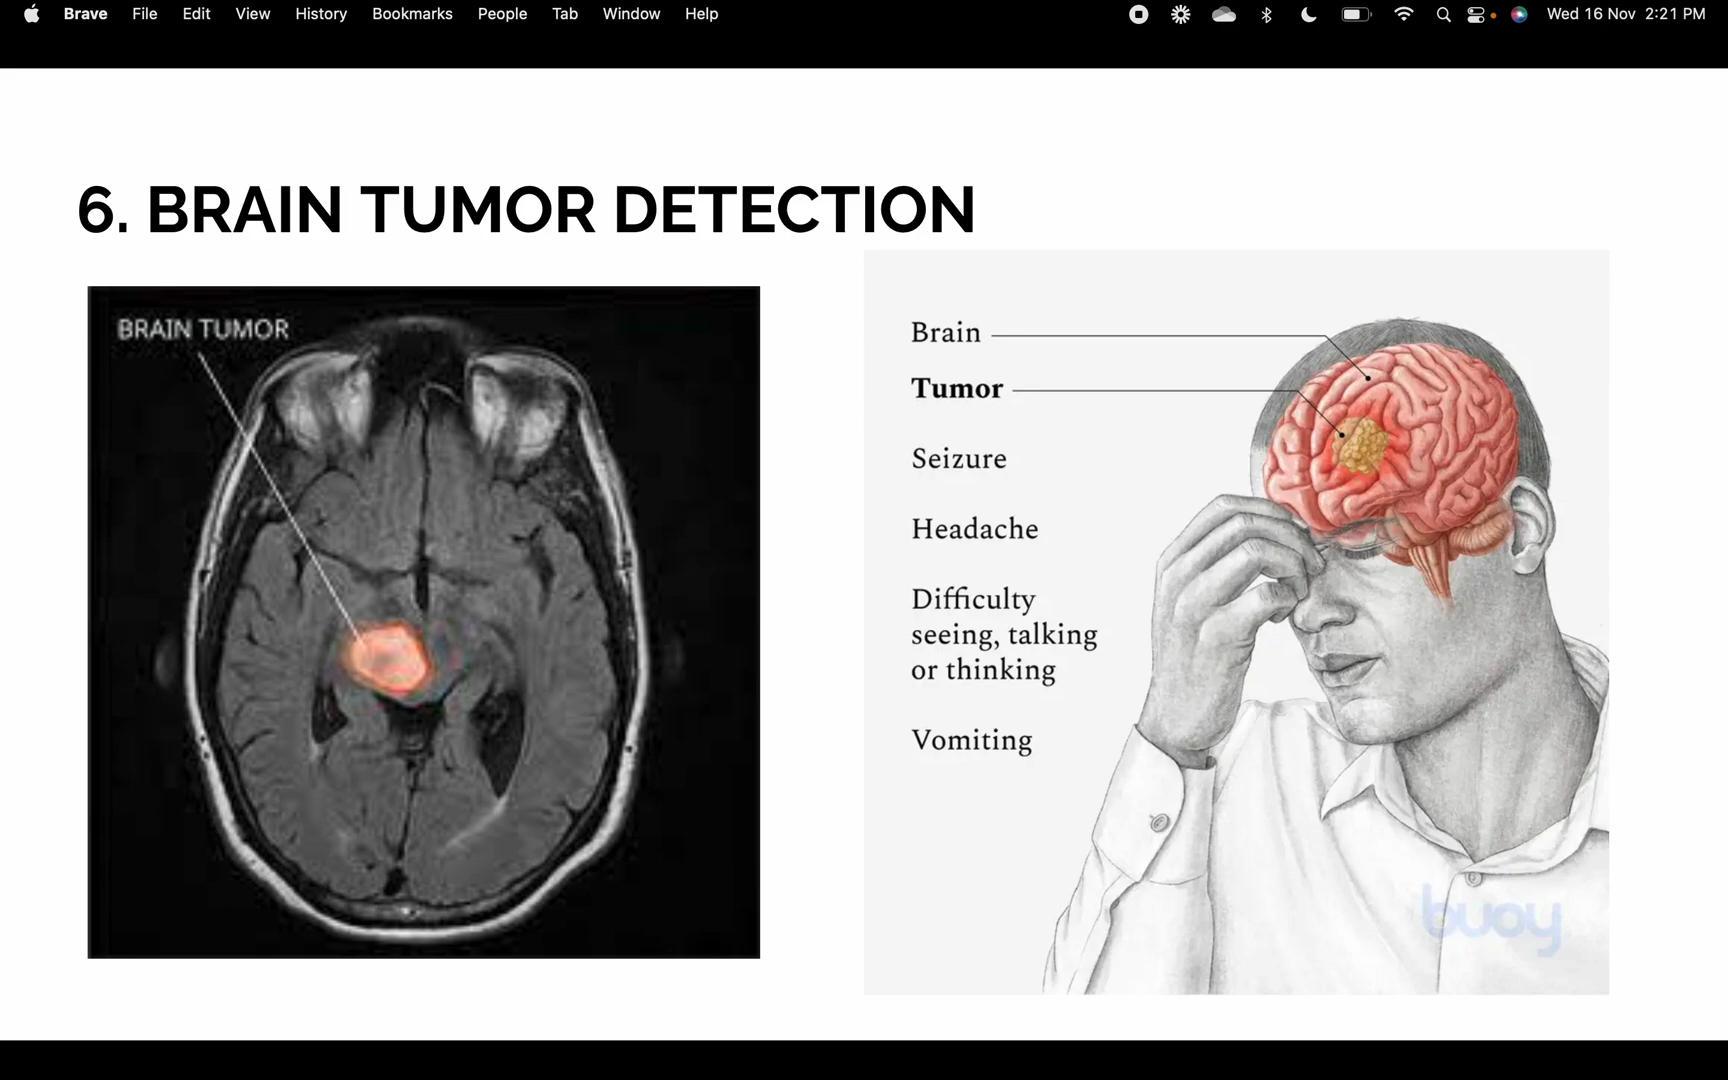 Brave File Edit View History Bookmarks People Tab Window Help Wed 16 Nov 2:21 PM
6. BRAIN TUMOR DETECTION
BRAIN TUMOR
Brain
Tumor
Seizure
Headache
Difficulty
seeing, talking
or thinking
Vomiting
buoy